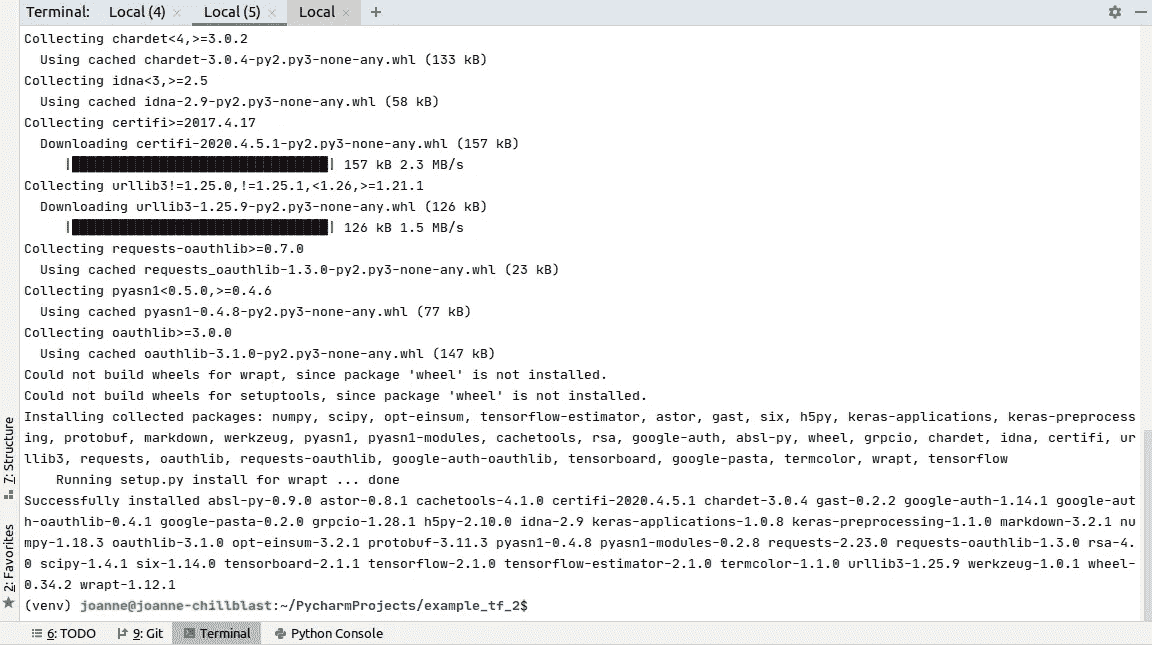 Terminal: Local (4) × Local (5) × Local × +
Collecting chardet<4,>=3.0.2
Using cached chardet-3.0.4-py2.py3-none-any.whl (133 kB)
Collecting idna<3,>=2.5
Using cached idna-2.9-py2.py3-none-any.whl (58 kB)
Collecting certifi>=2017.4.17
Downloading certifi-2020.4.5.1-py2.py3-none-any.whl (157 kB)
|████████████████████████████████| 157 kB 2.3 MB/s
Collecting urllib3!=1.25.0,!=1.25.1,<1.26,>=1.21.1
Downloading urllib3-1.25.9-py2.py3-none-any.whl (126 kB)
|████████████████████████████████| 126 kB 1.5 MB/s
Collecting requests-oauthlib>=0.7.0
Using cached requests_oauthlib-1.3.0-py2.py3-none-any.whl (23 kB)
Collecting pyasn1<0.5.0,>=0.4.6
Using cached pyasn1-0.4.8-py2.py3-none-any.whl (77 kB)
Collecting oauthlib>=3.0.0
Using cached oauthlib-3.1.0-py2.py3-none-any.whl (147 kB)
Could not build wheels for wrapt, since package 'wheel' is not installed.
Could not build wheels for setuptools, since package 'wheel' is not installed.
Installing collected packages: numpy, scipy, opt-einsum, tensorflow-estimator, astor, gast, six, h5py, keras-applications, keras-preprocess
ing, protobuf, markdown, werkzeug, pyasn1, pyasn1-modules, cachetools, rsa, google-auth, absl-py, wheel, grpcio, chardet, idna, certifi, ur
llib3, requests, oauthlib, requests-oauthlib, google-auth-oauthlib, tensorboard, google-pasta, termcolor, wrapt, tensorflow
Running setup.py install for wrapt ... done
Successfully installed absl-py-0.9.0 astor-0.8.1 cachetools-4.1.0 certifi-2020.4.5.1 chardet-3.0.4 gast-0.2.2 google-auth-1.14.1 google-aut
h-oauthlib-0.4.1 google-pasta-0.2.0 grpcio-1.28.1 h5py-2.10.0 idna-2.9 keras-applications-1.0.8 keras-preprocessing-1.1.0 markdown-3.2.1 nu
mpy-1.18.3 oauthlib-3.1.0 opt-einsum-3.2.1 protobuf-3.11.3 pyasn1-0.4.8 pyasn1-modules-0.2.8 requests-2.23.0 requests-oauthlib-1.3.0 rsa-4.
0 scipy-1.4.1 six-1.14.0 tensorboard-2.1.1 tensorflow-2.1.0 tensorflow-estimator-2.1.0 termcolor-1.1.0 urllib3-1.25.9 werkzeug-1.0.1 wheel-
0.34.2 wrapt-1.12.1
(venv) joanne@joanne-chillblast:~/PycharmProjects/example_tf_2$
7: Structure
2: Favorites
6: TODO 9: Git Terminal Python Console